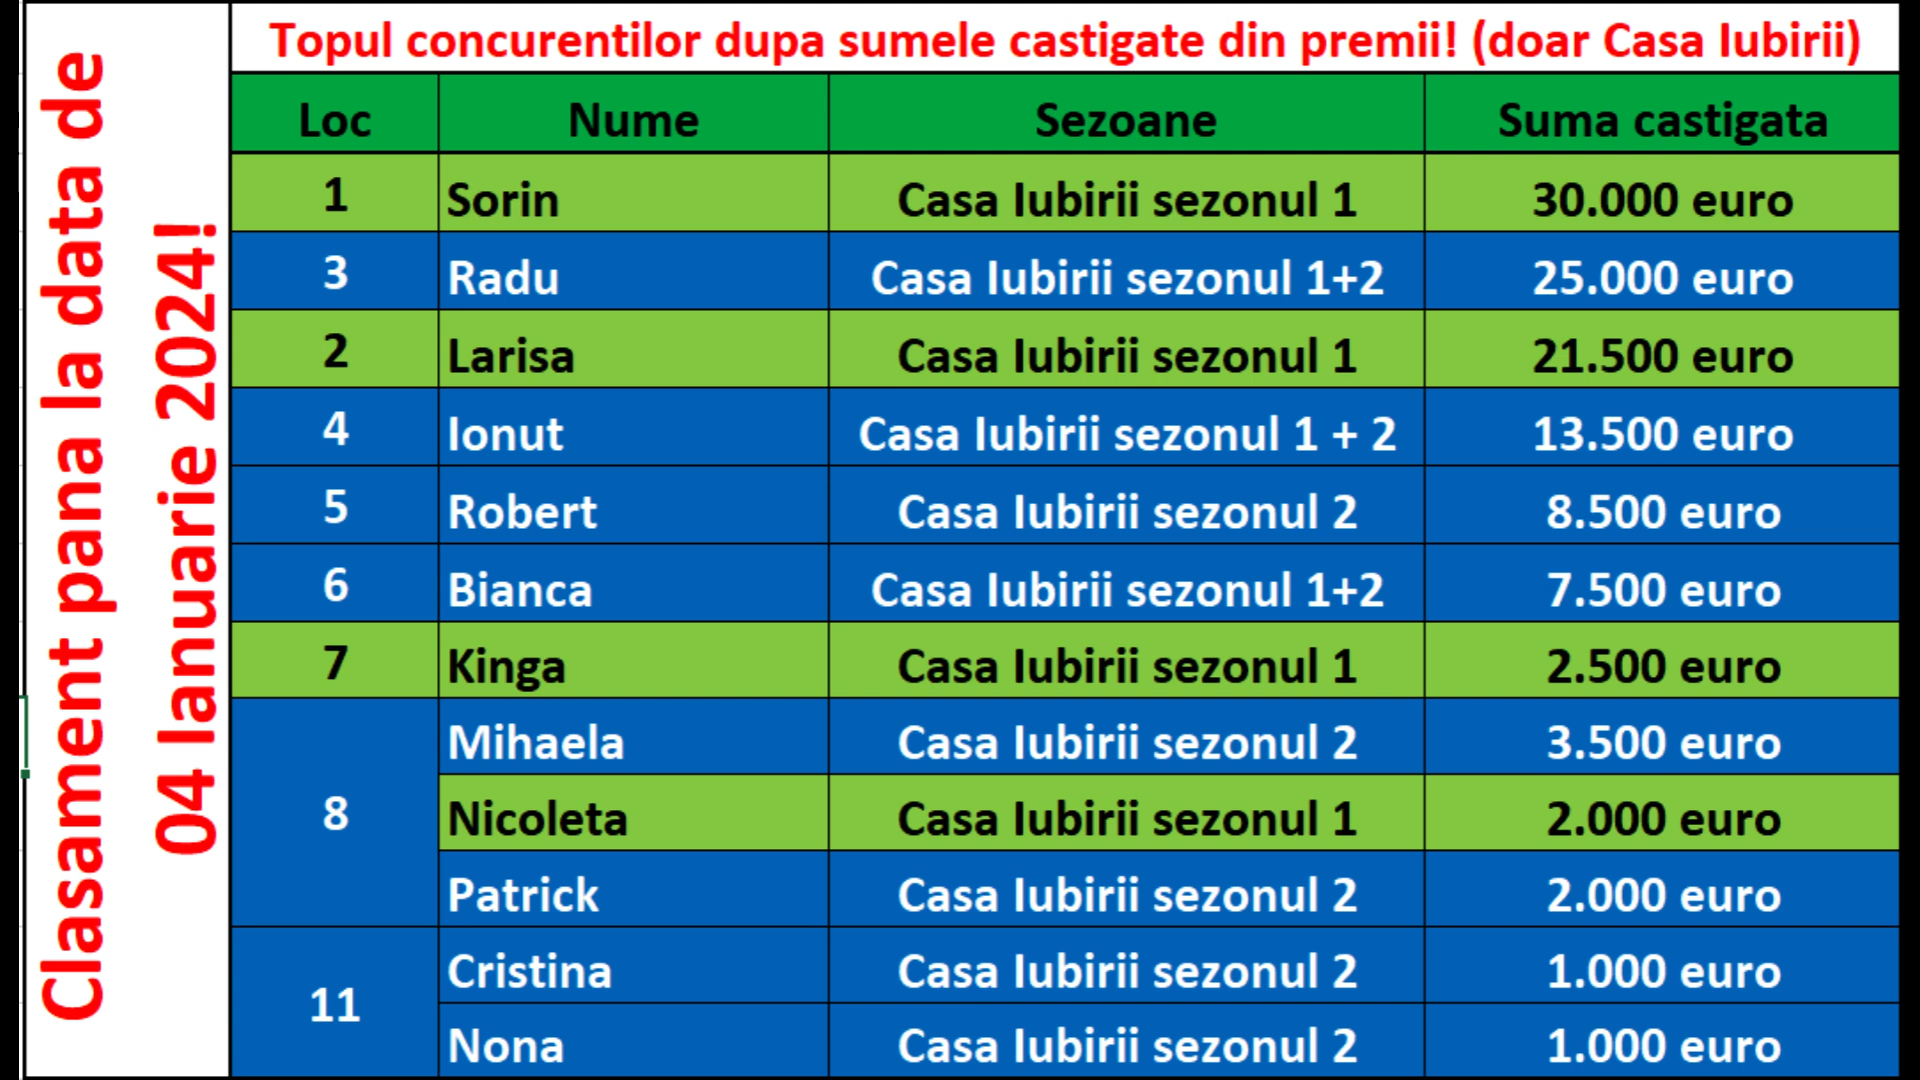 Clasament pana la data de
04 Ianuarie 2024!
Topul concurentilor dupa sumele castigate din premii! (doar Casa Iubirii)
Loc Nume Sezoane Suma castigata
1 Sorin Casa Iubirii sezonul 1 30.000 euro
3 Radu Casa Iubirii sezonul 1+2 25.000 euro
2 Larisa Casa Iubirii sezonul 1 21.500 euro
4 Ionut Casa Iubirii sezonul 1 + 2 13.500 euro
5 Robert Casa Iubirii sezonul 2 8.500 euro
6 Bianca Casa Iubirii sezonul 1+2 7.500 euro
7 Kinga Casa Iubirii sezonul 1 2.500 euro
8 Mihaela Casa Iubirii sezonul 2 3.500 euro
Nicoleta Casa Iubirii sezonul 1 2.000 euro
Patrick Casa Iubirii sezonul 2 2.000 euro
11 Cristina Casa Iubirii sezonul 2 1.000 euro
Nona Casa Iubirii sezonul 2 1.000 euro